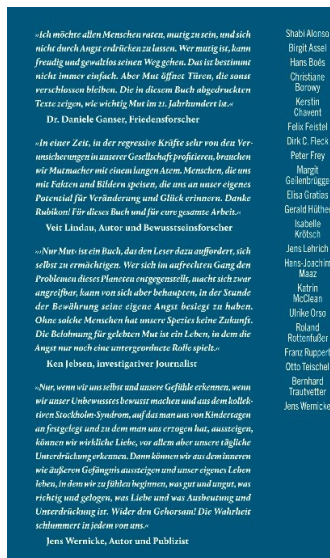 »Ich möchte allen Menschen raten, mutig zu sein, und sich
nicht durch Angst erdrücken zu lassen. Wer mutig ist, kann
freudig und gewaltlos seinen Weg gehen. Das ist bestimmt
nicht immer einfach. Aber Mut öffnet Türen, die sonst
verschlossen bleiben. Die in diesem Buch abgedruckten
Texte zeigen, wie wichtig Mut im 21. Jahrhundert ist.«
Dr. Daniele Ganser, Friedensforscher
»In einer Zeit, in der regressive Kräfte sehr von den Ver-
unsicherungen in unserer Gesellschaft profitieren, brauchen
wir Mutmacher mit einem langen Atem. Menschen, die uns
mit Fakten und Bildern speisen, die uns an unser eigenes
Potential für Veränderung und Glück erinnern. Danke
Rubikon! Für dieses Buch und für eure gesamte Arbeit.«
Veit Lindau, Autor und Bewusstseinsforscher
»›Nur Mut‹ ist ein Buch, das den Leser dazu auffordert, sich
selbst zu ermächtigen. Wer sich im aufrechten Gang den
Problemen dieses Planeten entgegenstellt, macht sich zwar
angreifbar, kann von sich aber behaupten, in der Stunde
der Bewährung seine eigene Angst besiegt zu haben.
Ohne solche Menschen hat unsere Spezies keine Zukunft.
Die Belohnung für gelebten Mut ist ein Leben, in dem die
Angst nur noch eine untergeordnete Rolle spielt.«
Ken Jebsen, investigativer Journalist
»Nur, wenn wir uns selbst und unsere Gefühle erkennen, wenn
wir unser Unbewusstes bewusst machen und aus dem kollek-
tiven Stockholm-Syndrom, auf das man uns von Kindertagen
an festgelegt und zu dem man uns erzogen hat, aussteigen,
können wir wirkliche Liebe, vor allem aber unsere tägliche
Unterdrückung erkennen. Dann können wir aus dem inneren
wie äußeren Gefängnis aussteigen und unser eigenes Leben
leben, in dem wir zu fühlen beginnen, was gut und ungut, was
richtig und gelogen, was Liebe und was Ausbeutung und
Unterdrückung ist. Wider den Gehorsam! Die Wahrheit
schlummert in jedem von uns.«
Jens Wernicke, Autor und Publizist
Shabi Alonso
Birgit Assel
Hans Boës
Christiane
Borowy
Kerstin
Chavent
Felix Feistel
Dirk C. Fleck
Peter Frey
Margit
Geilenbrügge
Elisa Gratias
Gerald Hüther
Isabelle
Krötsch
Jens Lehrich
Hans-Joachim
Maaz
Katrin
McClean
Ulrike Orso
Roland
Rottenfußer
Franz Ruppert
Otto Teischel
Bernhard
Trautvetter
Jens Wernicke